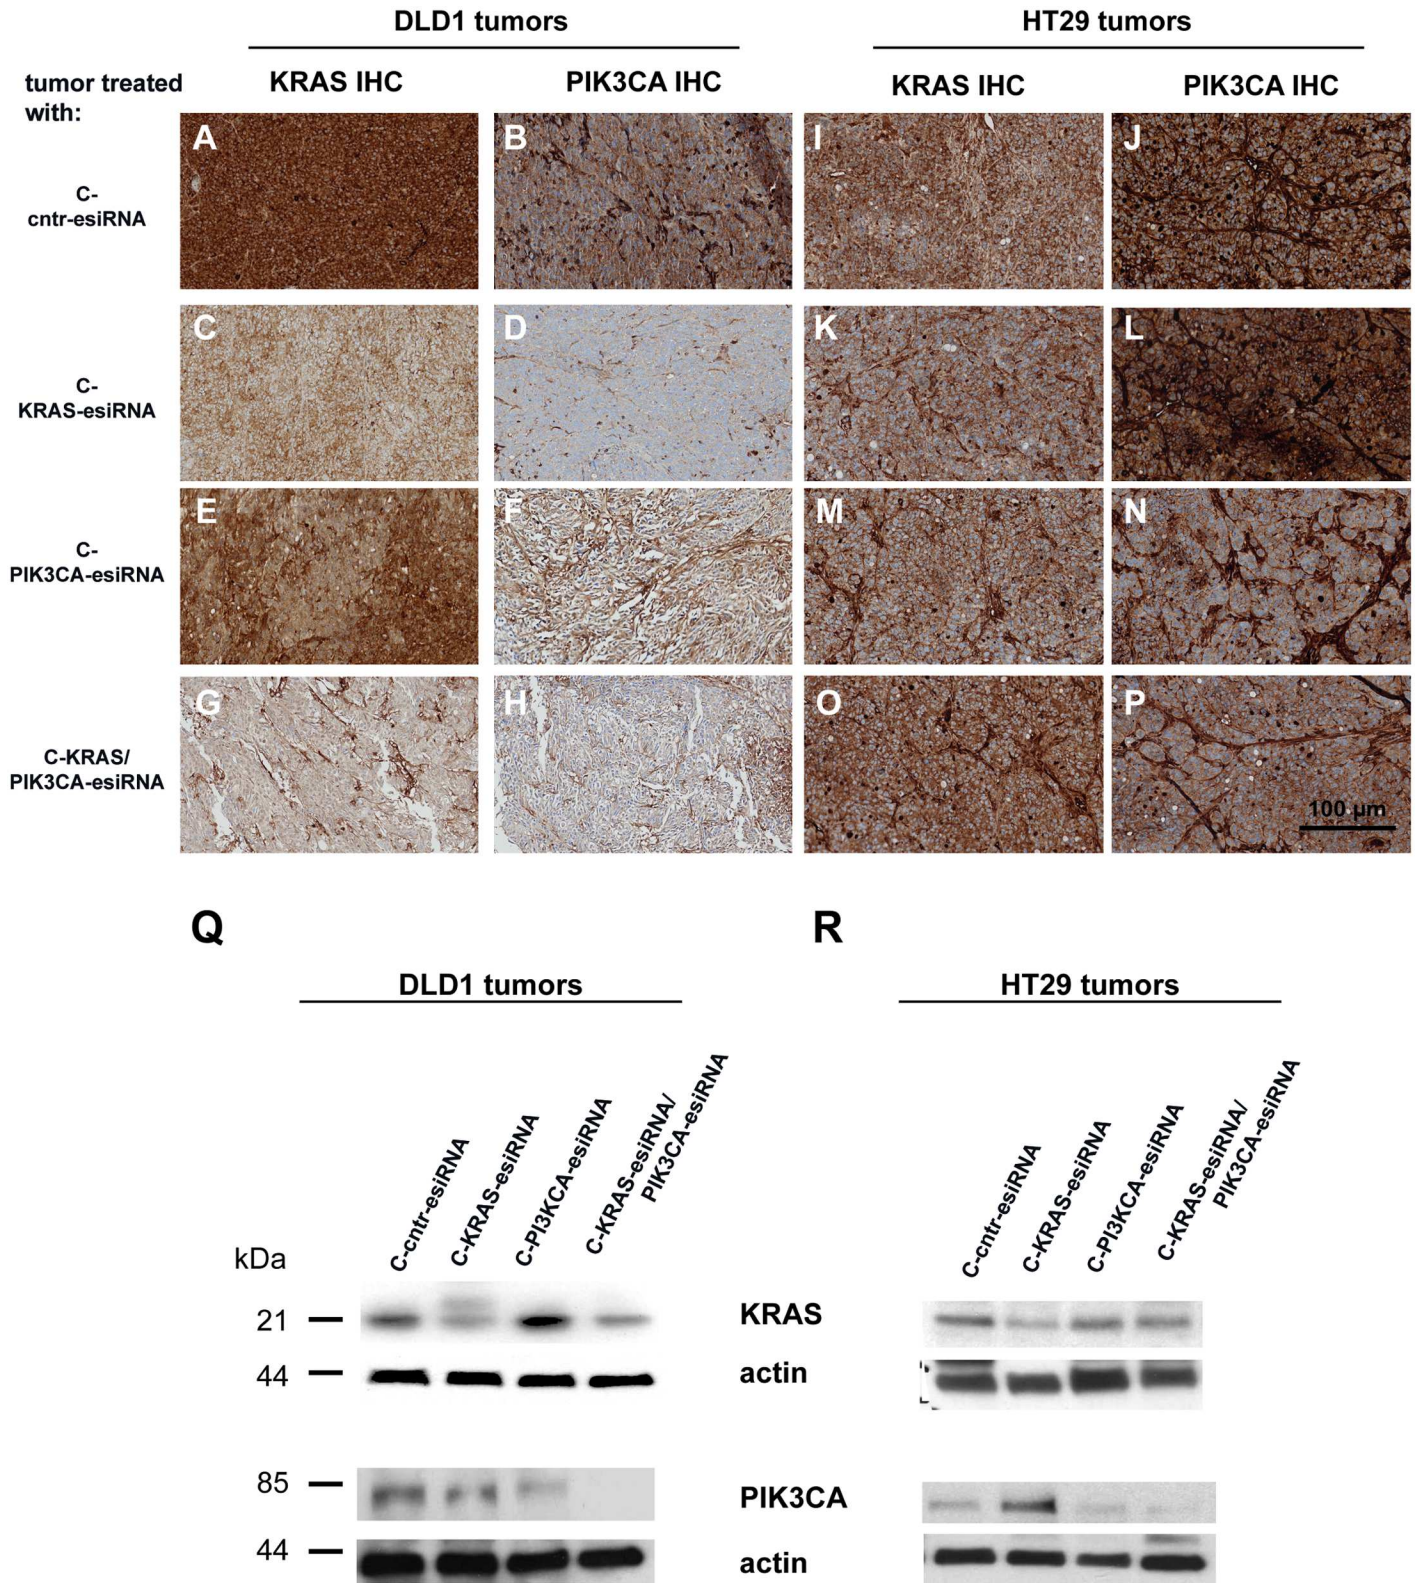 DLD1 tumors
HT29 tumors
tumor treated
with:
KRAS IHC
PIK3CA IHC
KRAS IHC
PIK3CA IHC
C-
cntr-esiRNA
A
B
I
J
C-
KRAS-esiRNA
C
D
K
L
C-
PIK3CA-esiRNA
E
F
M
N
C-KRAS/
PIK3CA-esiRNA
G
H
O
P
100 µm
Q
R
DLD1 tumors
HT29 tumors
C-cntr-esiRNA
C-KRAS-esiRNA
C-PI3KCA-esiRNA
C-KRAS-esiRNA/
PIK3CA-esiRNA
C-cntr-esiRNA
C-KRAS-esiRNA
C-PI3KCA-esiRNA
C-KRAS-esiRNA/
PIK3CA-esiRNA
kDa
21
KRAS
44
actin
85
PIK3CA
44
actin